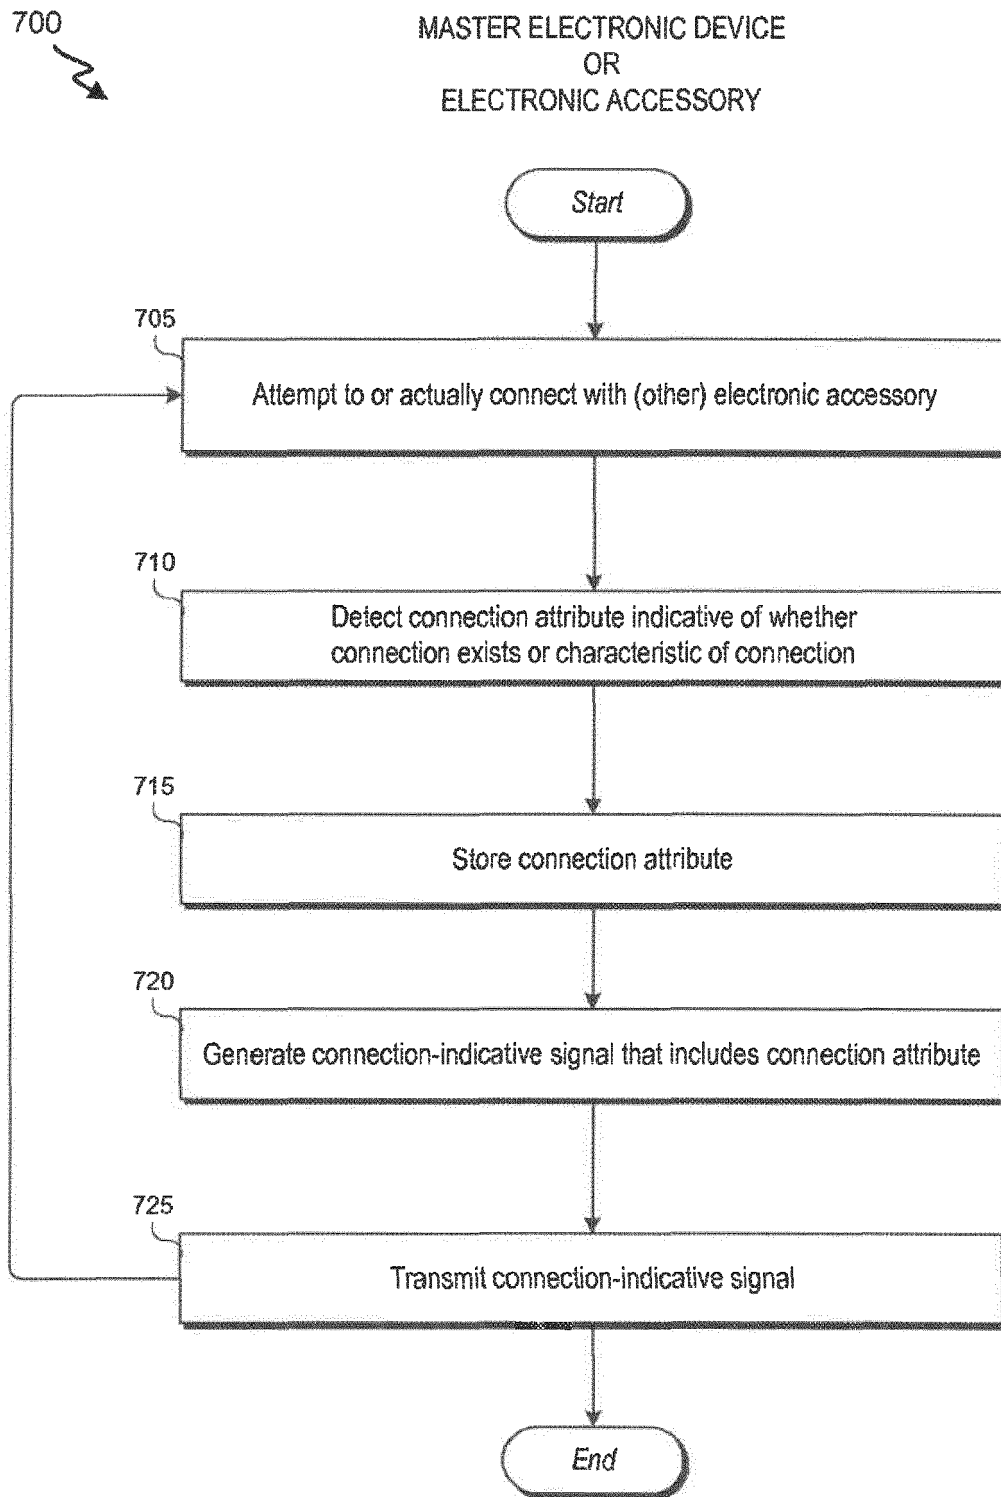 700
MASTER ELECTRONIC DEVICE
OR
ELECTRONIC ACCESSORY
Start
705
Attempt to or actually connect with (other) electronic accessory
710
Detect connection attribute indicative of whether
connection exists or characteristic of connection
715
Store connection attribute
720
Generate connection-indicative signal that includes connection attribute
725
Transmit connection-indicative signal
End